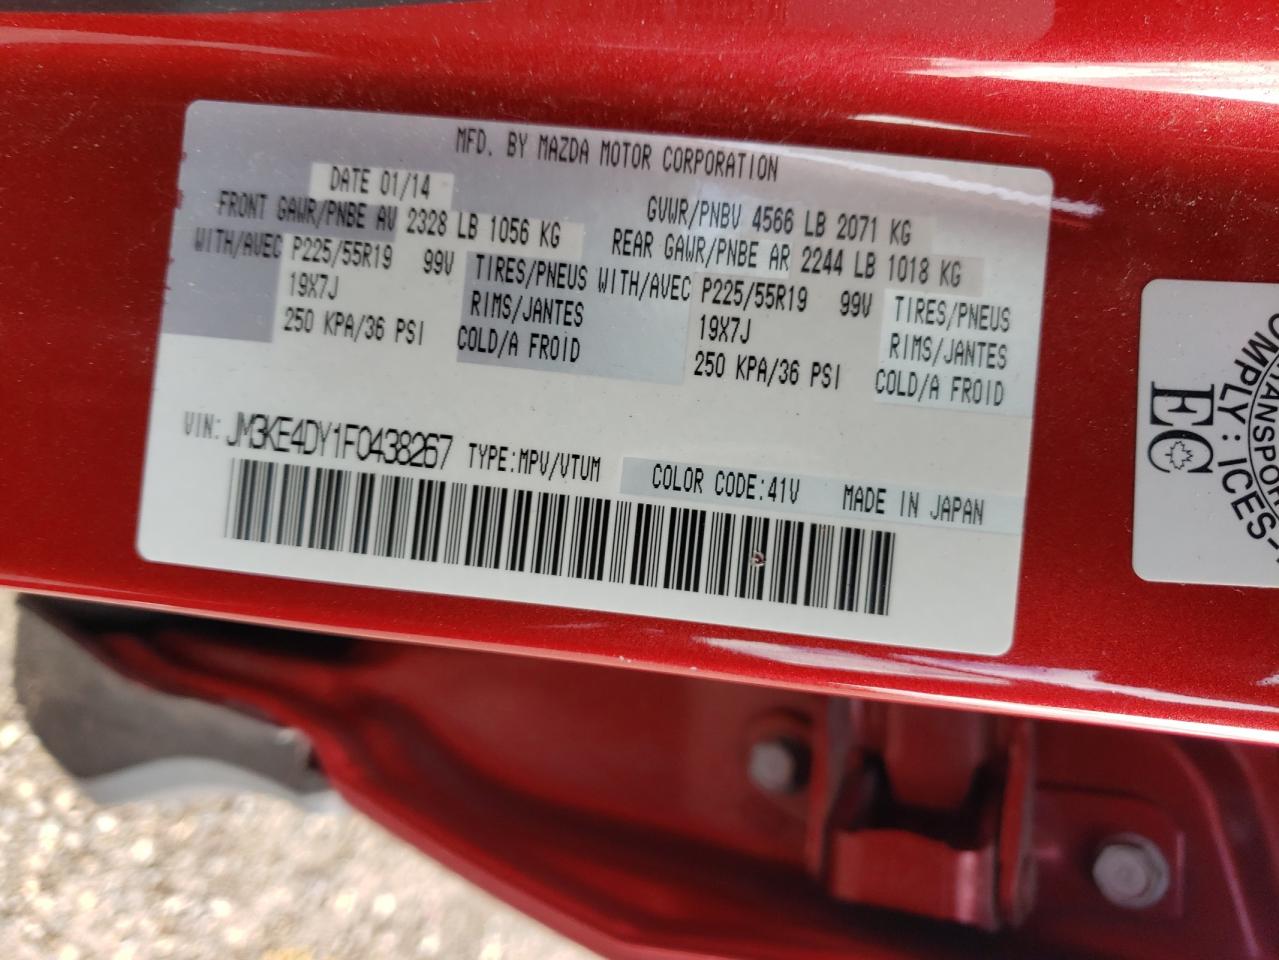 MFD. BY MAZDA MOTOR CORPORATION
DATE 01/14 GVWR/PNBV 4566 LB 2071 KG
FRONT GAWR/PNBE AV 2328 LB 1056 KG REAR GAWR/PNBE AR 2244 LB 1018 KG
WITH/AVEC P225/55R19 99V TIRES/PNEUS WITH/AVEC P225/55R19 99V TIRES/PNEUS
19X7J RIMS/JANTES 19X7J RIMS/JANTES
250 KPA/36 PSI COLD/A FROID 250 KPA/36 PSI COLD/A FROID
VIN: JM3KE4DY1F0438267 TYPE:MPV/VTUM COLOR CODE:41V MADE IN JAPAN
EC
OMPLY: ICES-